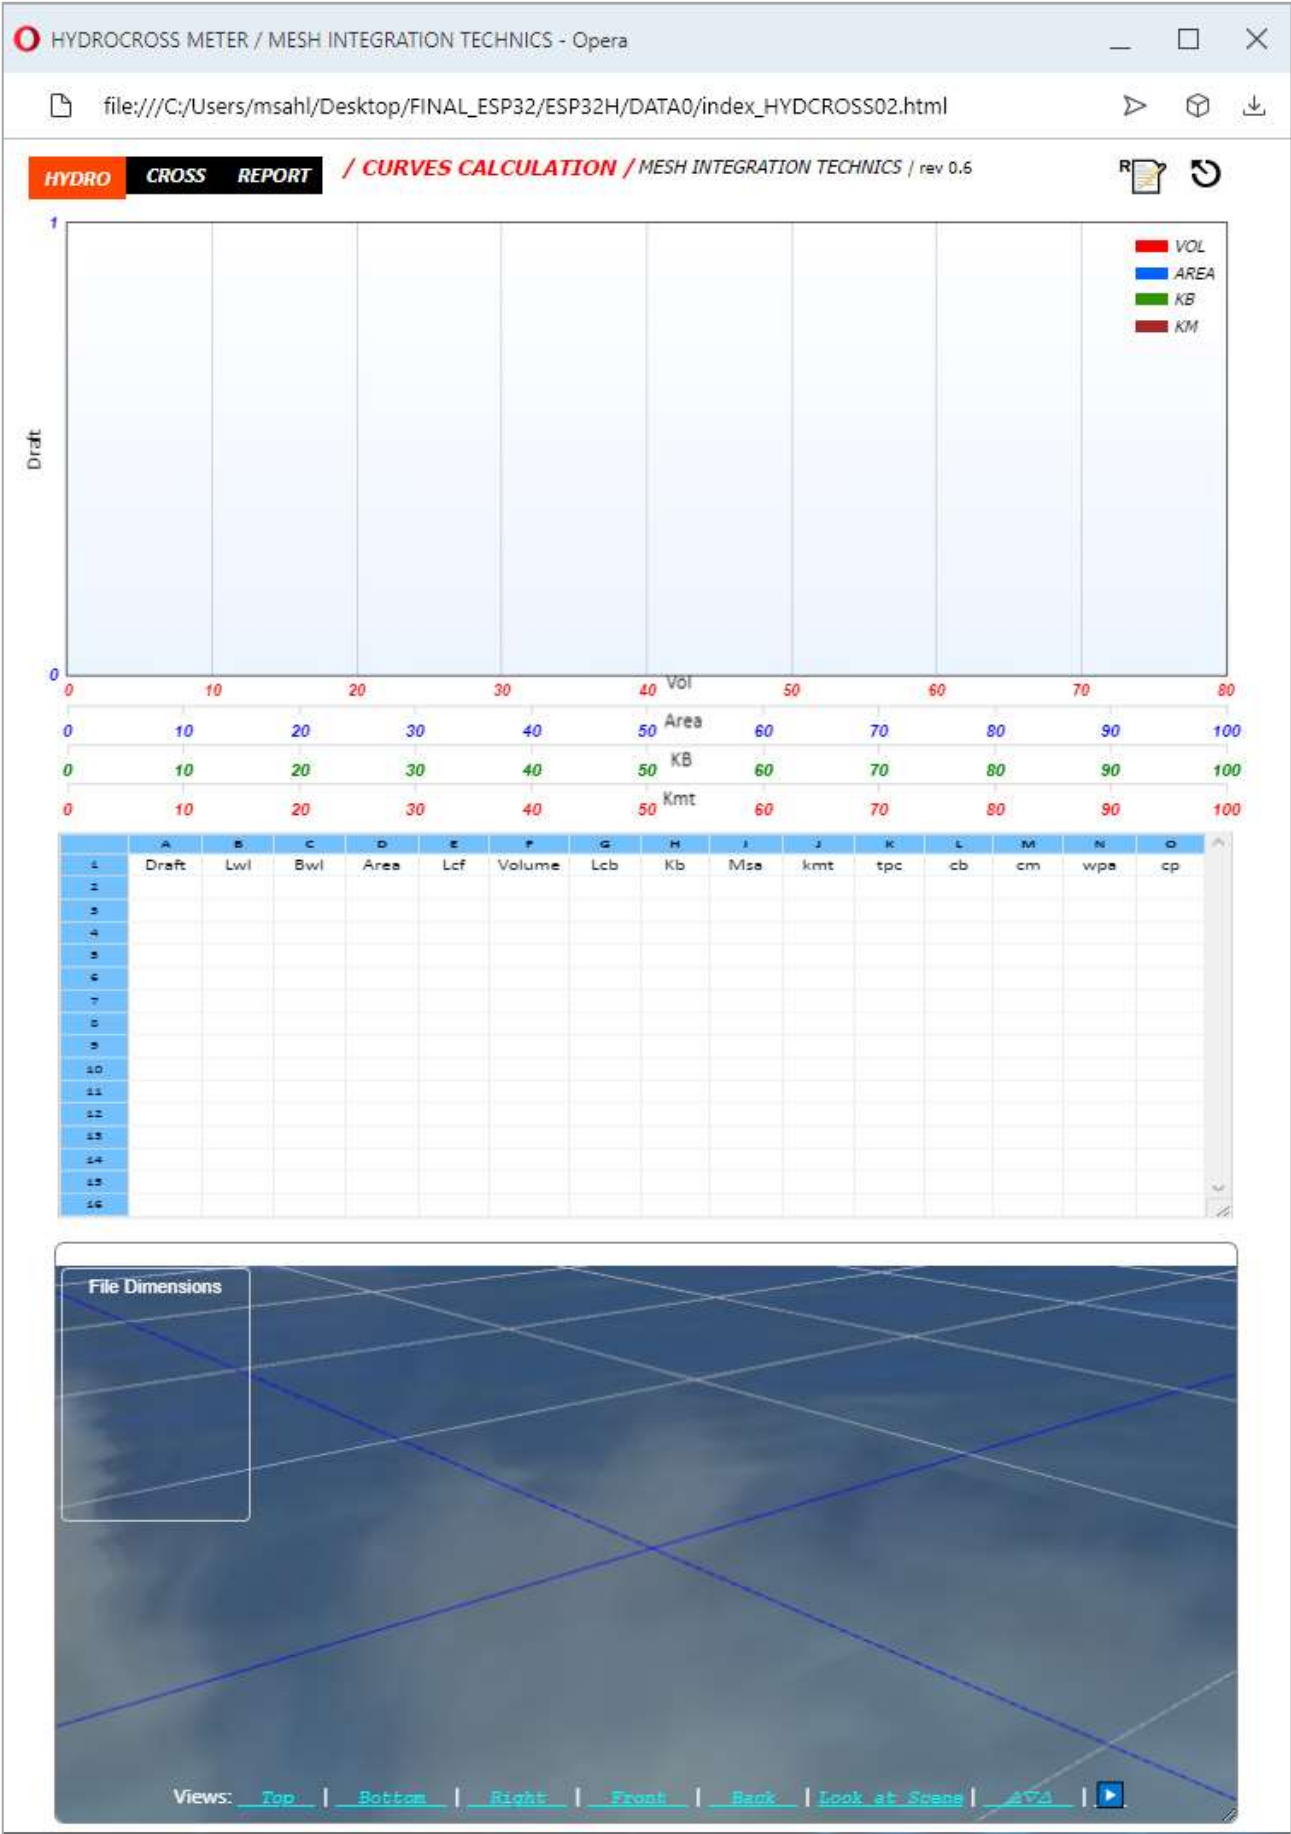 HYDROCROSS METER / MESH INTEGRATION TECHNICS - Opera
file:///C:/Users/msahl/Desktop/FINAL_ESP32/ESP32H/DATA0/index_HYDCROSS02.html
HYDRO CROSS REPORT / CURVES CALCULATION / MESH INTEGRATION TECHNICS / rev 0.6 R
1
VOL
AREA
KB
KM
Draft
0
0 10 20 30 40 Vol 50 60 70 80
0 10 20 30 40 50 Area 60 70 80 90 100
0 10 20 30 40 50 KB 60 70 80 90 100
0 10 20 30 40 50 Kmt 60 70 80 90 100
A B C D E F G H I J K L M N O
1 Draft Lwl Bwl Area Lcf Volume Lcb Kb Msa kmt tpc cb cm wpa cp
2
3
4
5
6
7
8
9
10
11
12
13
14
15
16
File Dimensions
Views: Top | Bottom | Right | Front | Back | Look at Scene | Δ∇Δ |